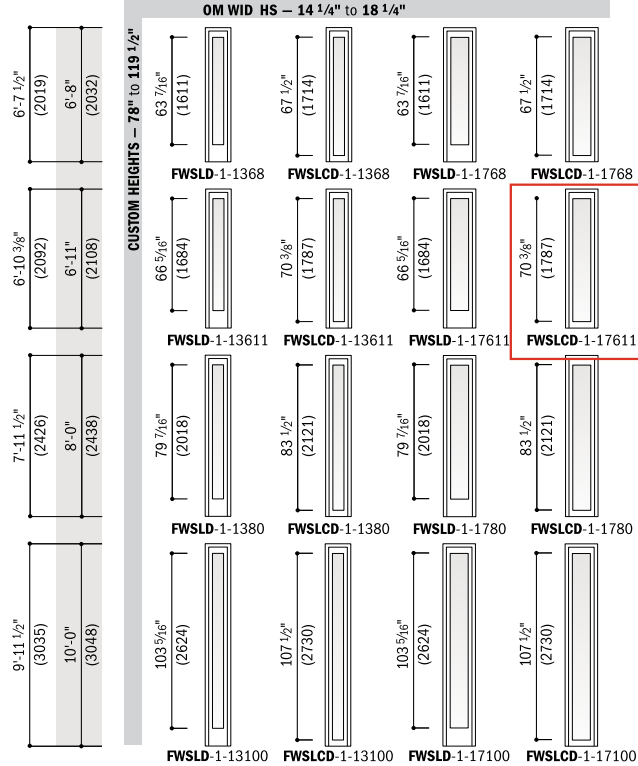 OM WID HS – 14 1/4" to 18 1/4"
CUSTOM HEIGHTS – 78" to 119 1/2"
6'-7 1/2"
(2019)
6'-8"
(2032)
63 7/16"
(1611)
67 1/2"
(1714)
63 7/16"
(1611)
67 1/2"
(1714)
FWSLD-1-1368
FWSLCD-1-1368
FWSLD-1-1768
FWSLCD-1-1768
6'-10 3/8"
(2092)
6'-11"
(2108)
66 5/16"
(1684)
70 3/8"
(1787)
66 5/16"
(1684)
70 3/8"
(1787)
FWSLD-1-13611
FWSLCD-1-13611
FWSLD-1-17611
FWSLCD-1-17611
7'-11 1/2"
(2426)
8'-0"
(2438)
79 7/16"
(2018)
83 1/2"
(2121)
79 7/16"
(2018)
83 1/2"
(2121)
FWSLD-1-1380
FWSLCD-1-1380
FWSLD-1-1780
FWSLCD-1-1780
9'-11 1/2"
(3035)
10'-0"
(3048)
103 5/16"
(2624)
107 1/2"
(2730)
103 5/16"
(2624)
107 1/2"
(2730)
FWSLD-1-13100
FWSLCD-1-13100
FWSLD-1-17100
FWSLCD-1-17100